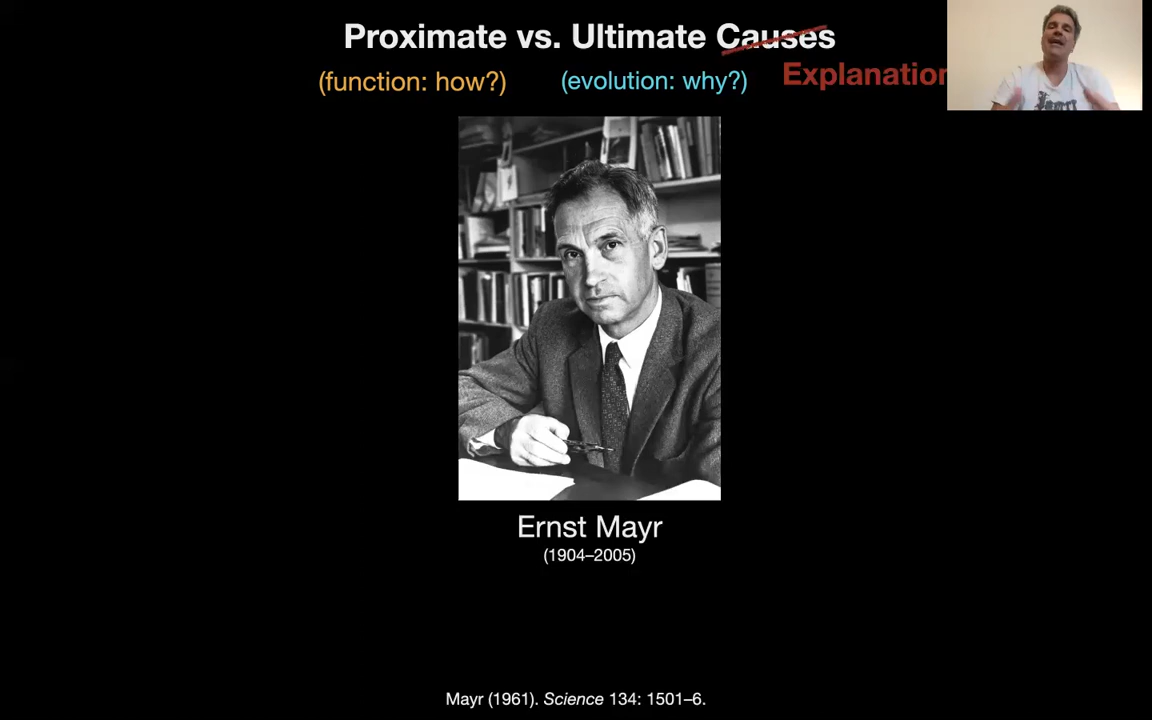 Proximate vs. Ultimate Causes
(function: how?) (evolution: why?) Explanation
Ernst Mayr
(1904–2005)
Mayr (1961). Science 134: 1501–6.